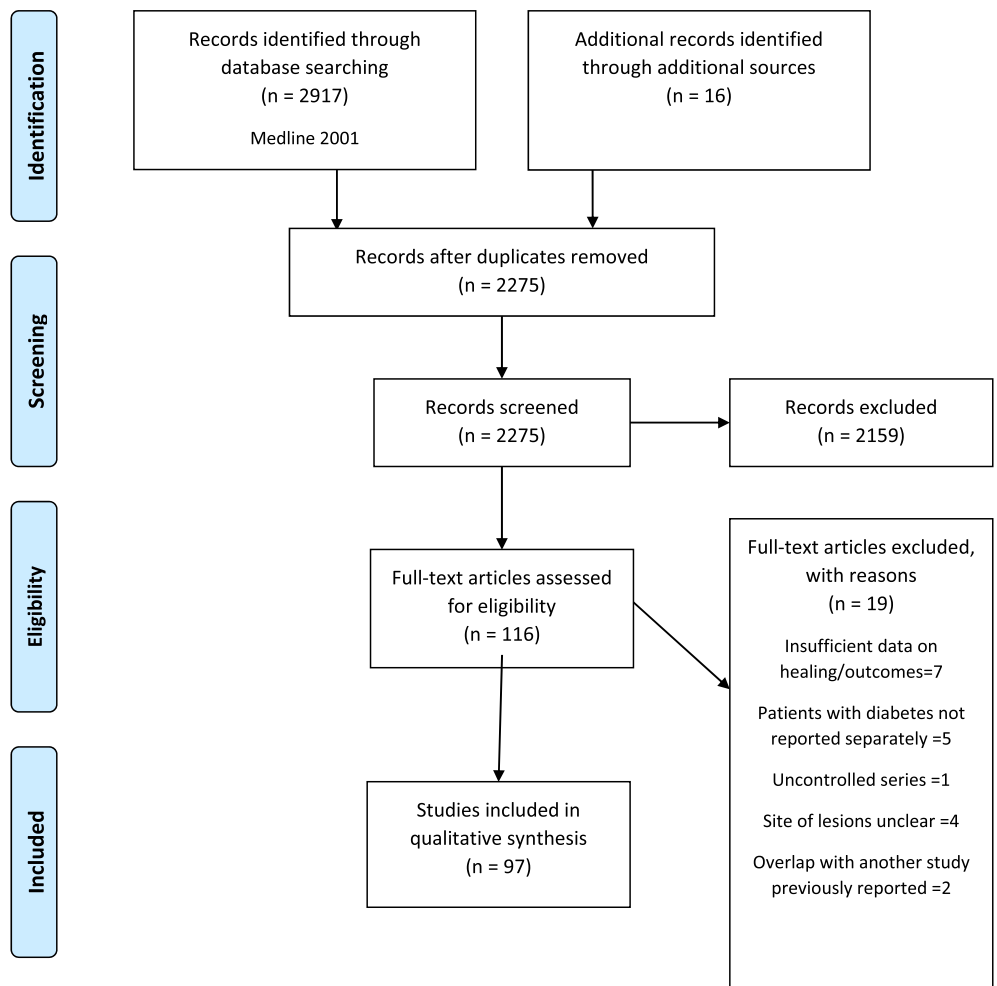 Identification
Records identified through
database searching
(n = 2917)
Medline 2001
Additional records identified
through additional sources
(n = 16)
Records after duplicates removed
(n = 2275)
Screening
Records screened
(n = 2275)
Records excluded
(n = 2159)
Eligibility
Full-text articles assessed
for eligibility
(n = 116)
Full-text articles excluded,
with reasons
(n = 19)
Insufficient data on
healing/outcomes=7
Patients with diabetes not
reported separately =5
Uncontrolled series =1
Site of lesions unclear =4
Overlap with another study
previously reported =2
Included
Studies included in
qualitative synthesis
(n = 97)